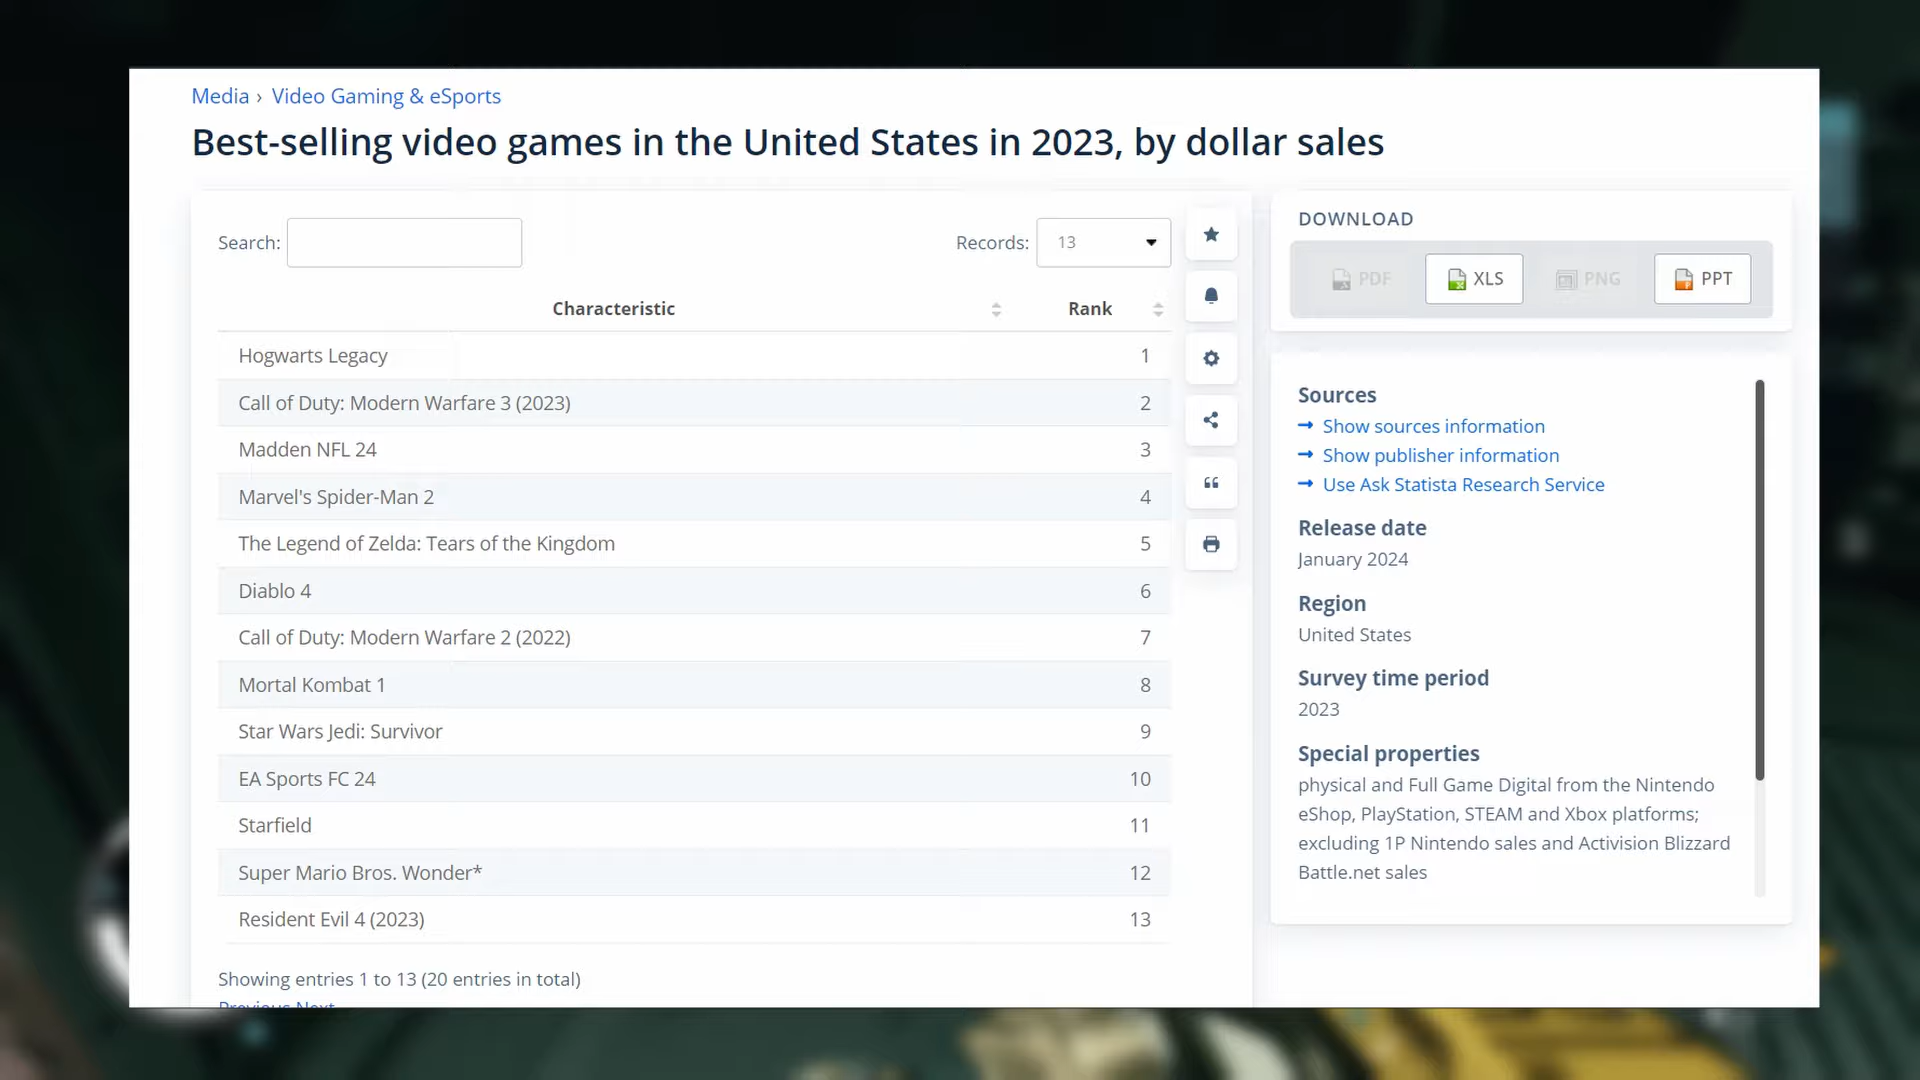 Media › Video Gaming & eSports
Best-selling video games in the United States in 2023, by dollar sales
Search:
Records: 13
Characteristic Rank
Hogwarts Legacy 1
Call of Duty: Modern Warfare 3 (2023) 2
Madden NFL 24 3
Marvel's Spider-Man 2 4
The Legend of Zelda: Tears of the Kingdom 5
Diablo 4 6
Call of Duty: Modern Warfare 2 (2022) 7
Mortal Kombat 1 8
Star Wars Jedi: Survivor 9
EA Sports FC 24 10
Starfield 11
Super Mario Bros. Wonder* 12
Resident Evil 4 (2023) 13
Showing entries 1 to 13 (20 entries in total)
Previous Next
DOWNLOAD
PDF XLS PNG PPT
Sources
→ Show sources information
→ Show publisher information
→ Use Ask Statista Research Service
Release date
January 2024
Region
United States
Survey time period
2023
Special properties
physical and Full Game Digital from the Nintendo
eShop, PlayStation, STEAM and Xbox platforms;
excluding 1P Nintendo sales and Activision Blizzard
Battle.net sales